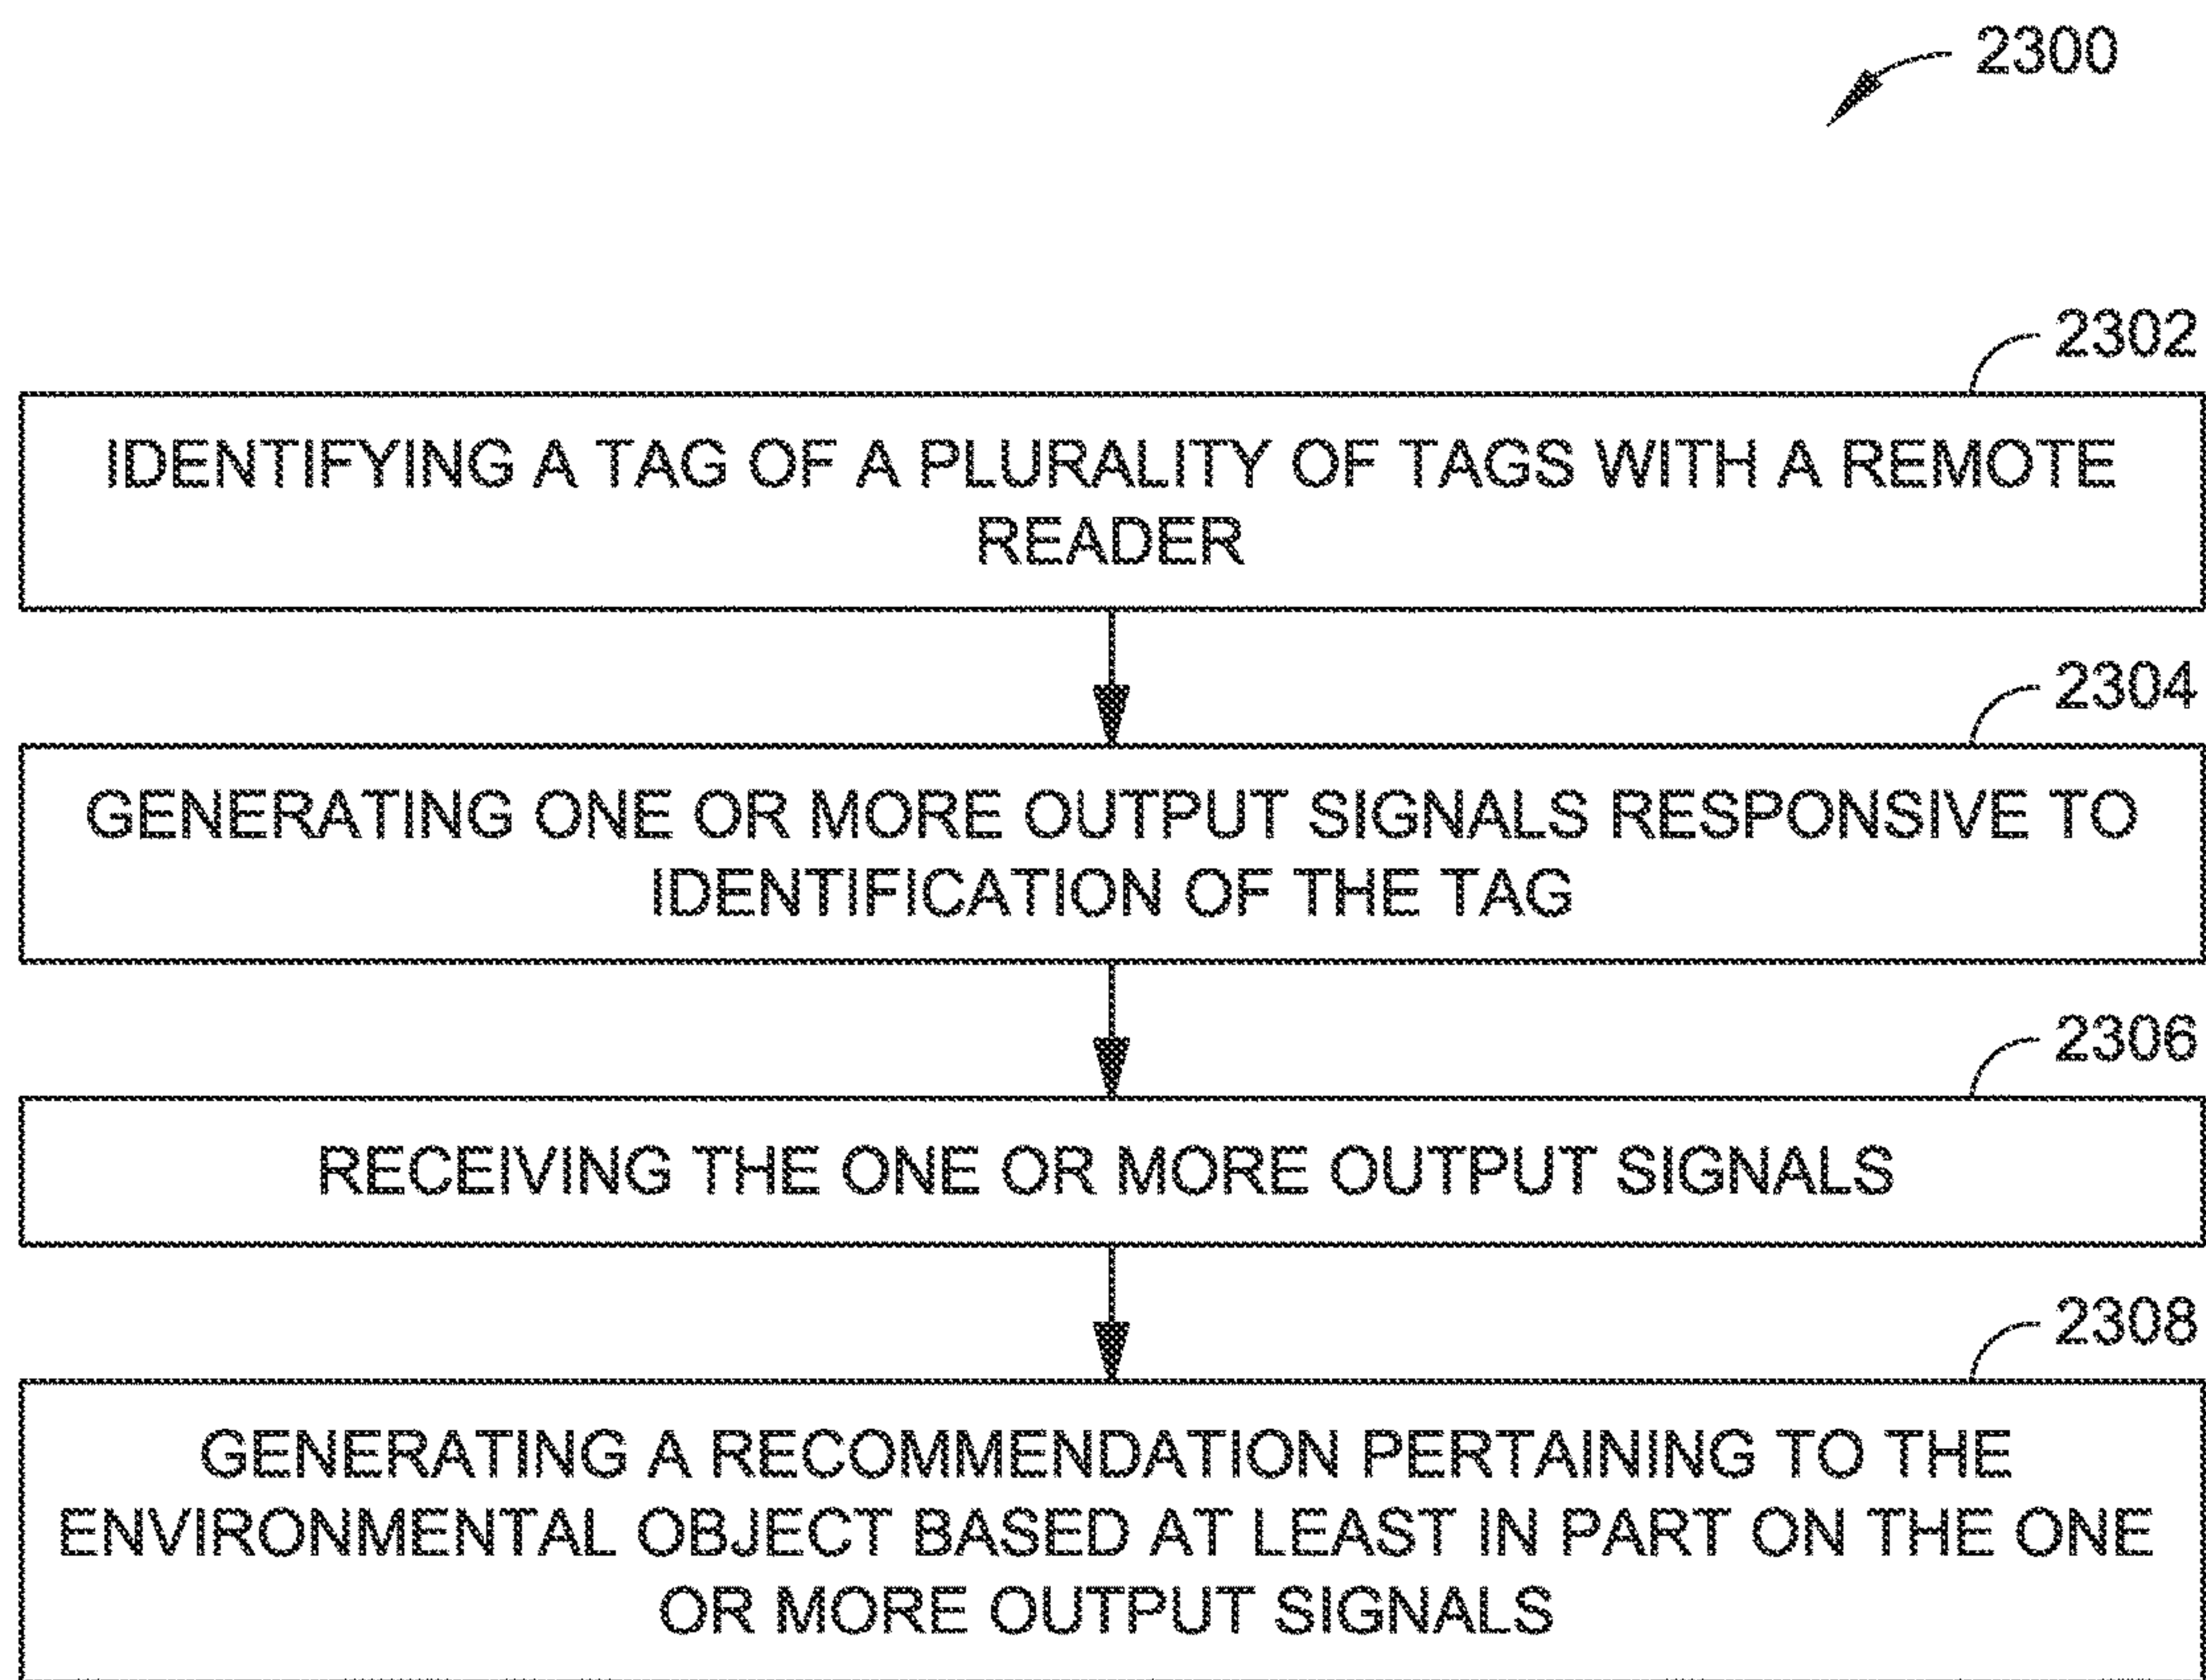 2300
2302
IDENTIFYING A TAG OF A PLURALITY OF TAGS WITH A REMOTE
READER
2304
GENERATING ONE OR MORE OUTPUT SIGNALS RESPONSIVE TO
IDENTIFICATION OF THE TAG
2306
RECEIVING THE ONE OR MORE OUTPUT SIGNALS
2308
GENERATING A RECOMMENDATION PERTAINING TO THE
ENVIRONMENTAL OBJECT BASED AT LEAST IN PART ON THE ONE
OR MORE OUTPUT SIGNALS